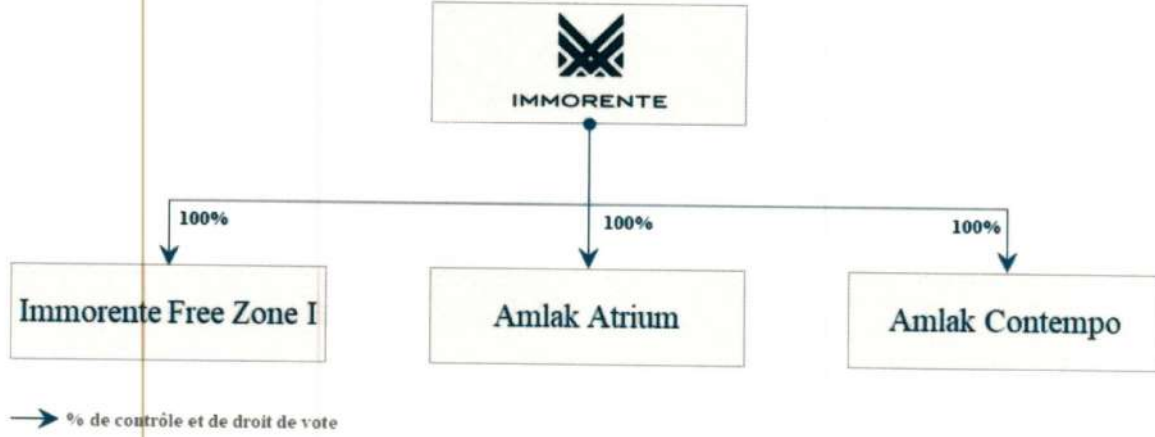 IMMORENTE
100%
100%
100%
Immorente Free Zone I
Amlak Atrium
Amlak Contempo
% de contrôle et de droit de vote